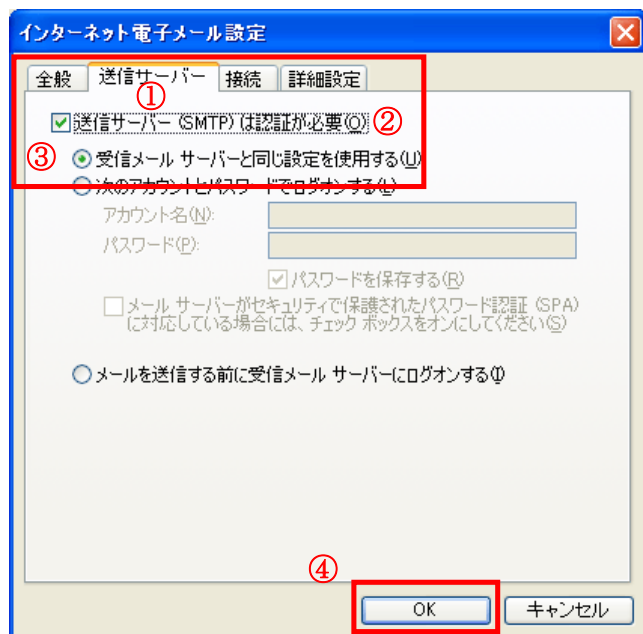 インターネット電子メール設定
全般 送信サーバー 接続 詳細設定
①
送信サーバー (SMTP) は認証が必要(O) ②
③ 受信メール サーバーと同じ設定を使用する(U)
次のアカウントとパスワードでログオンする(L)
アカウント名(N):
パスワード(P):
パスワードを保存する(R)
メール サーバーがセキュリティで保護されたパスワード認証 (SPA)
に対応している場合には、チェック ボックスをオンにしてください(S)
メールを送信する前に受信メール サーバーにログオンする(I)
④
OK キャンセル